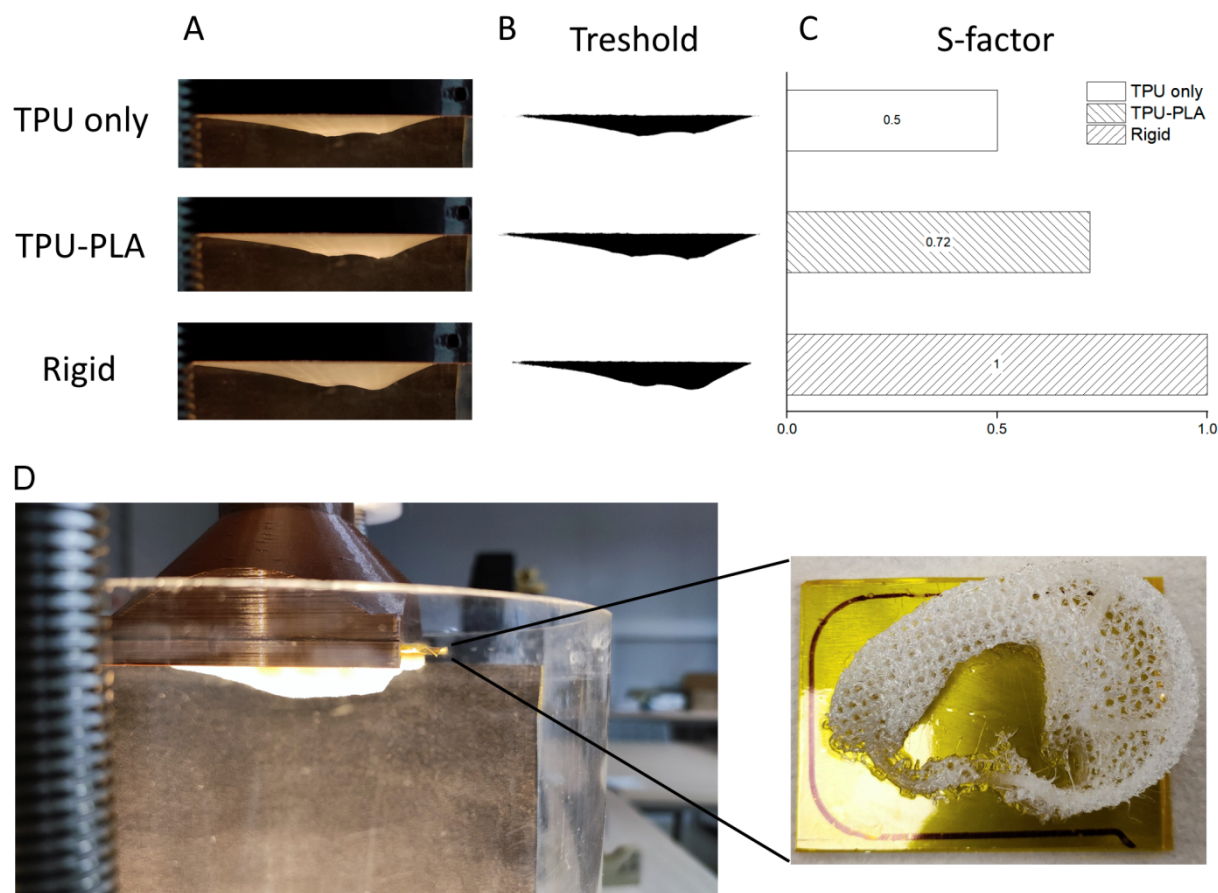 A
B
Treshold
C
S-factor
TPU only
TPU-PLA
Rigid
0.5
TPU only
TPU-PLA
Rigid
0.72
1
0.0
0.5
1.0
D